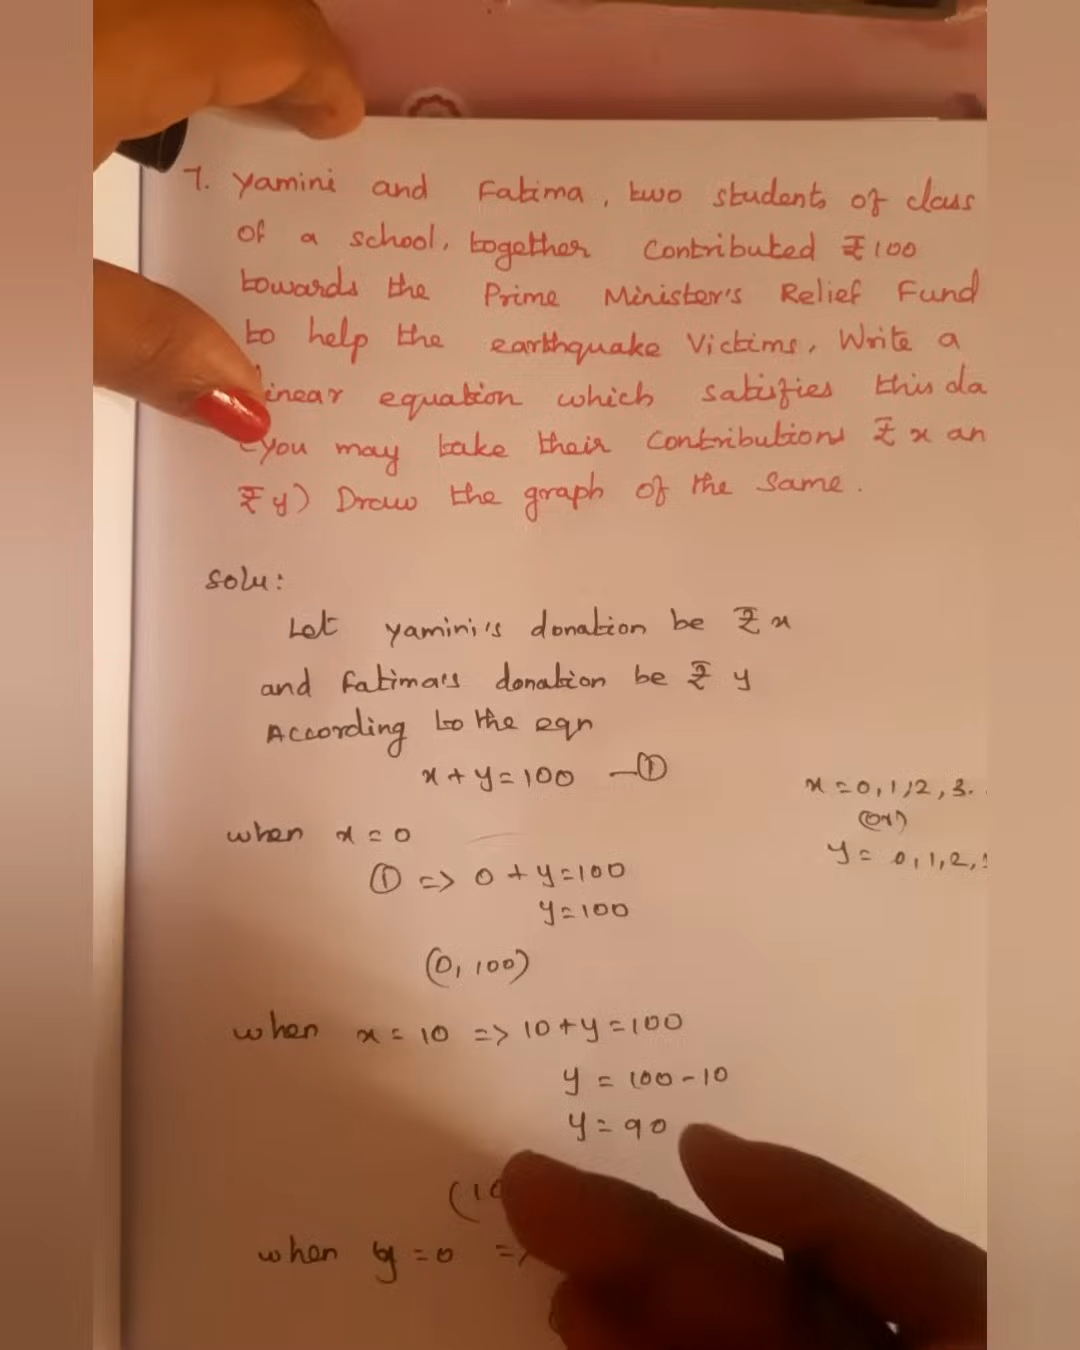 7. Yamini and Fatima, two students of class
of a school, together contributed ₹100
towards the Prime Minister's Relief Fund
to help the earthquake Victims. Write a
linear equation which satisfies this da
(you may take their contributions ₹ x an
₹ y) Draw the graph of the same.
Solu:
Let yamini's donation be ₹ x
and Fatima's donation be ₹ y
According to the eqn
x + y = 100 —①
x = 0, 1, 2, 3.
(or)
y = 0, 1, 2,
when x = 0
① => 0 + y = 100
y = 100
(0, 100)
when x = 10 => 10 + y = 100
y = 100 - 10
y = 90
(10
when y = 0 =>